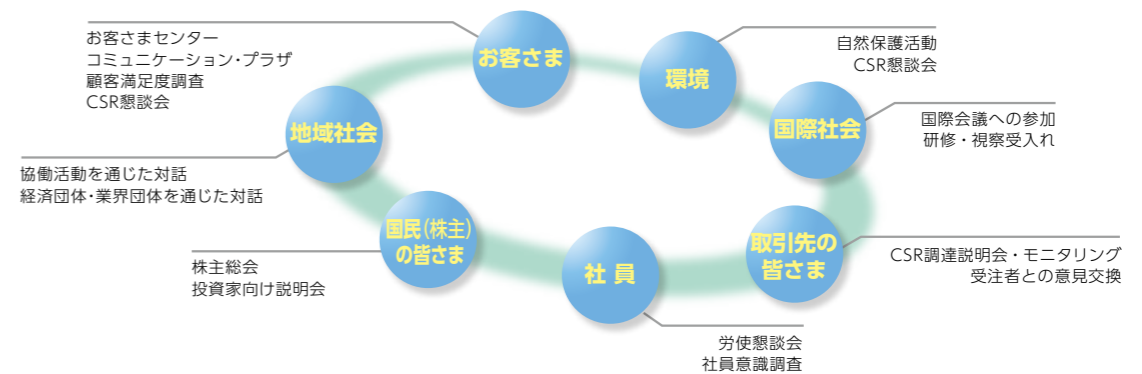 お客さまセンター
コミュニケーション・プラザ
顧客満足度調査
CSR懇談会
お客さま
環境
自然保護活動
CSR懇談会
地域社会
国際社会
国際会議への参加
研修・視察受入れ
協働活動を通じた対話
経済団体・業界団体を通じた対話
国民(株主)
の皆さま
株主総会
投資家向け説明会
社員
取引先の
皆さま
CSR調達説明会・モニタリング
受注者との意見交換
労使懇談会
社員意識調査